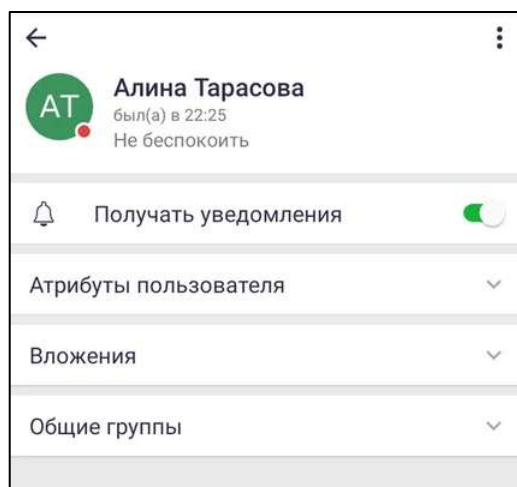 АТ
Алина Тарасова
был(а) в 22:25
Не беспокоить
Получать уведомления
Атрибуты пользователя
Вложения
Общие группы